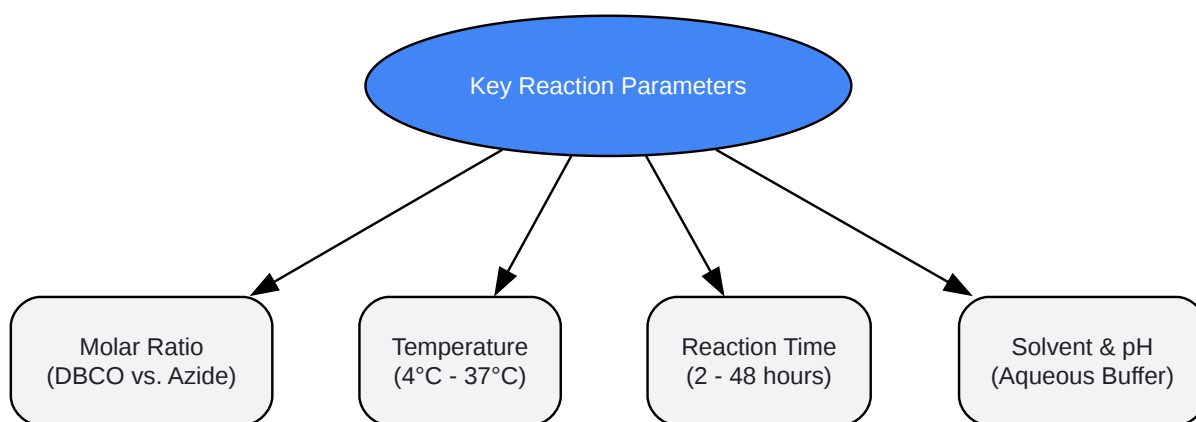 Key Reaction Parameters
Molar Ratio
(DBCO vs. Azide)
Temperature
(4°C - 37°C)
Reaction Time
(2 - 48 hours)
Solvent & pH
(Aqueous Buffer)